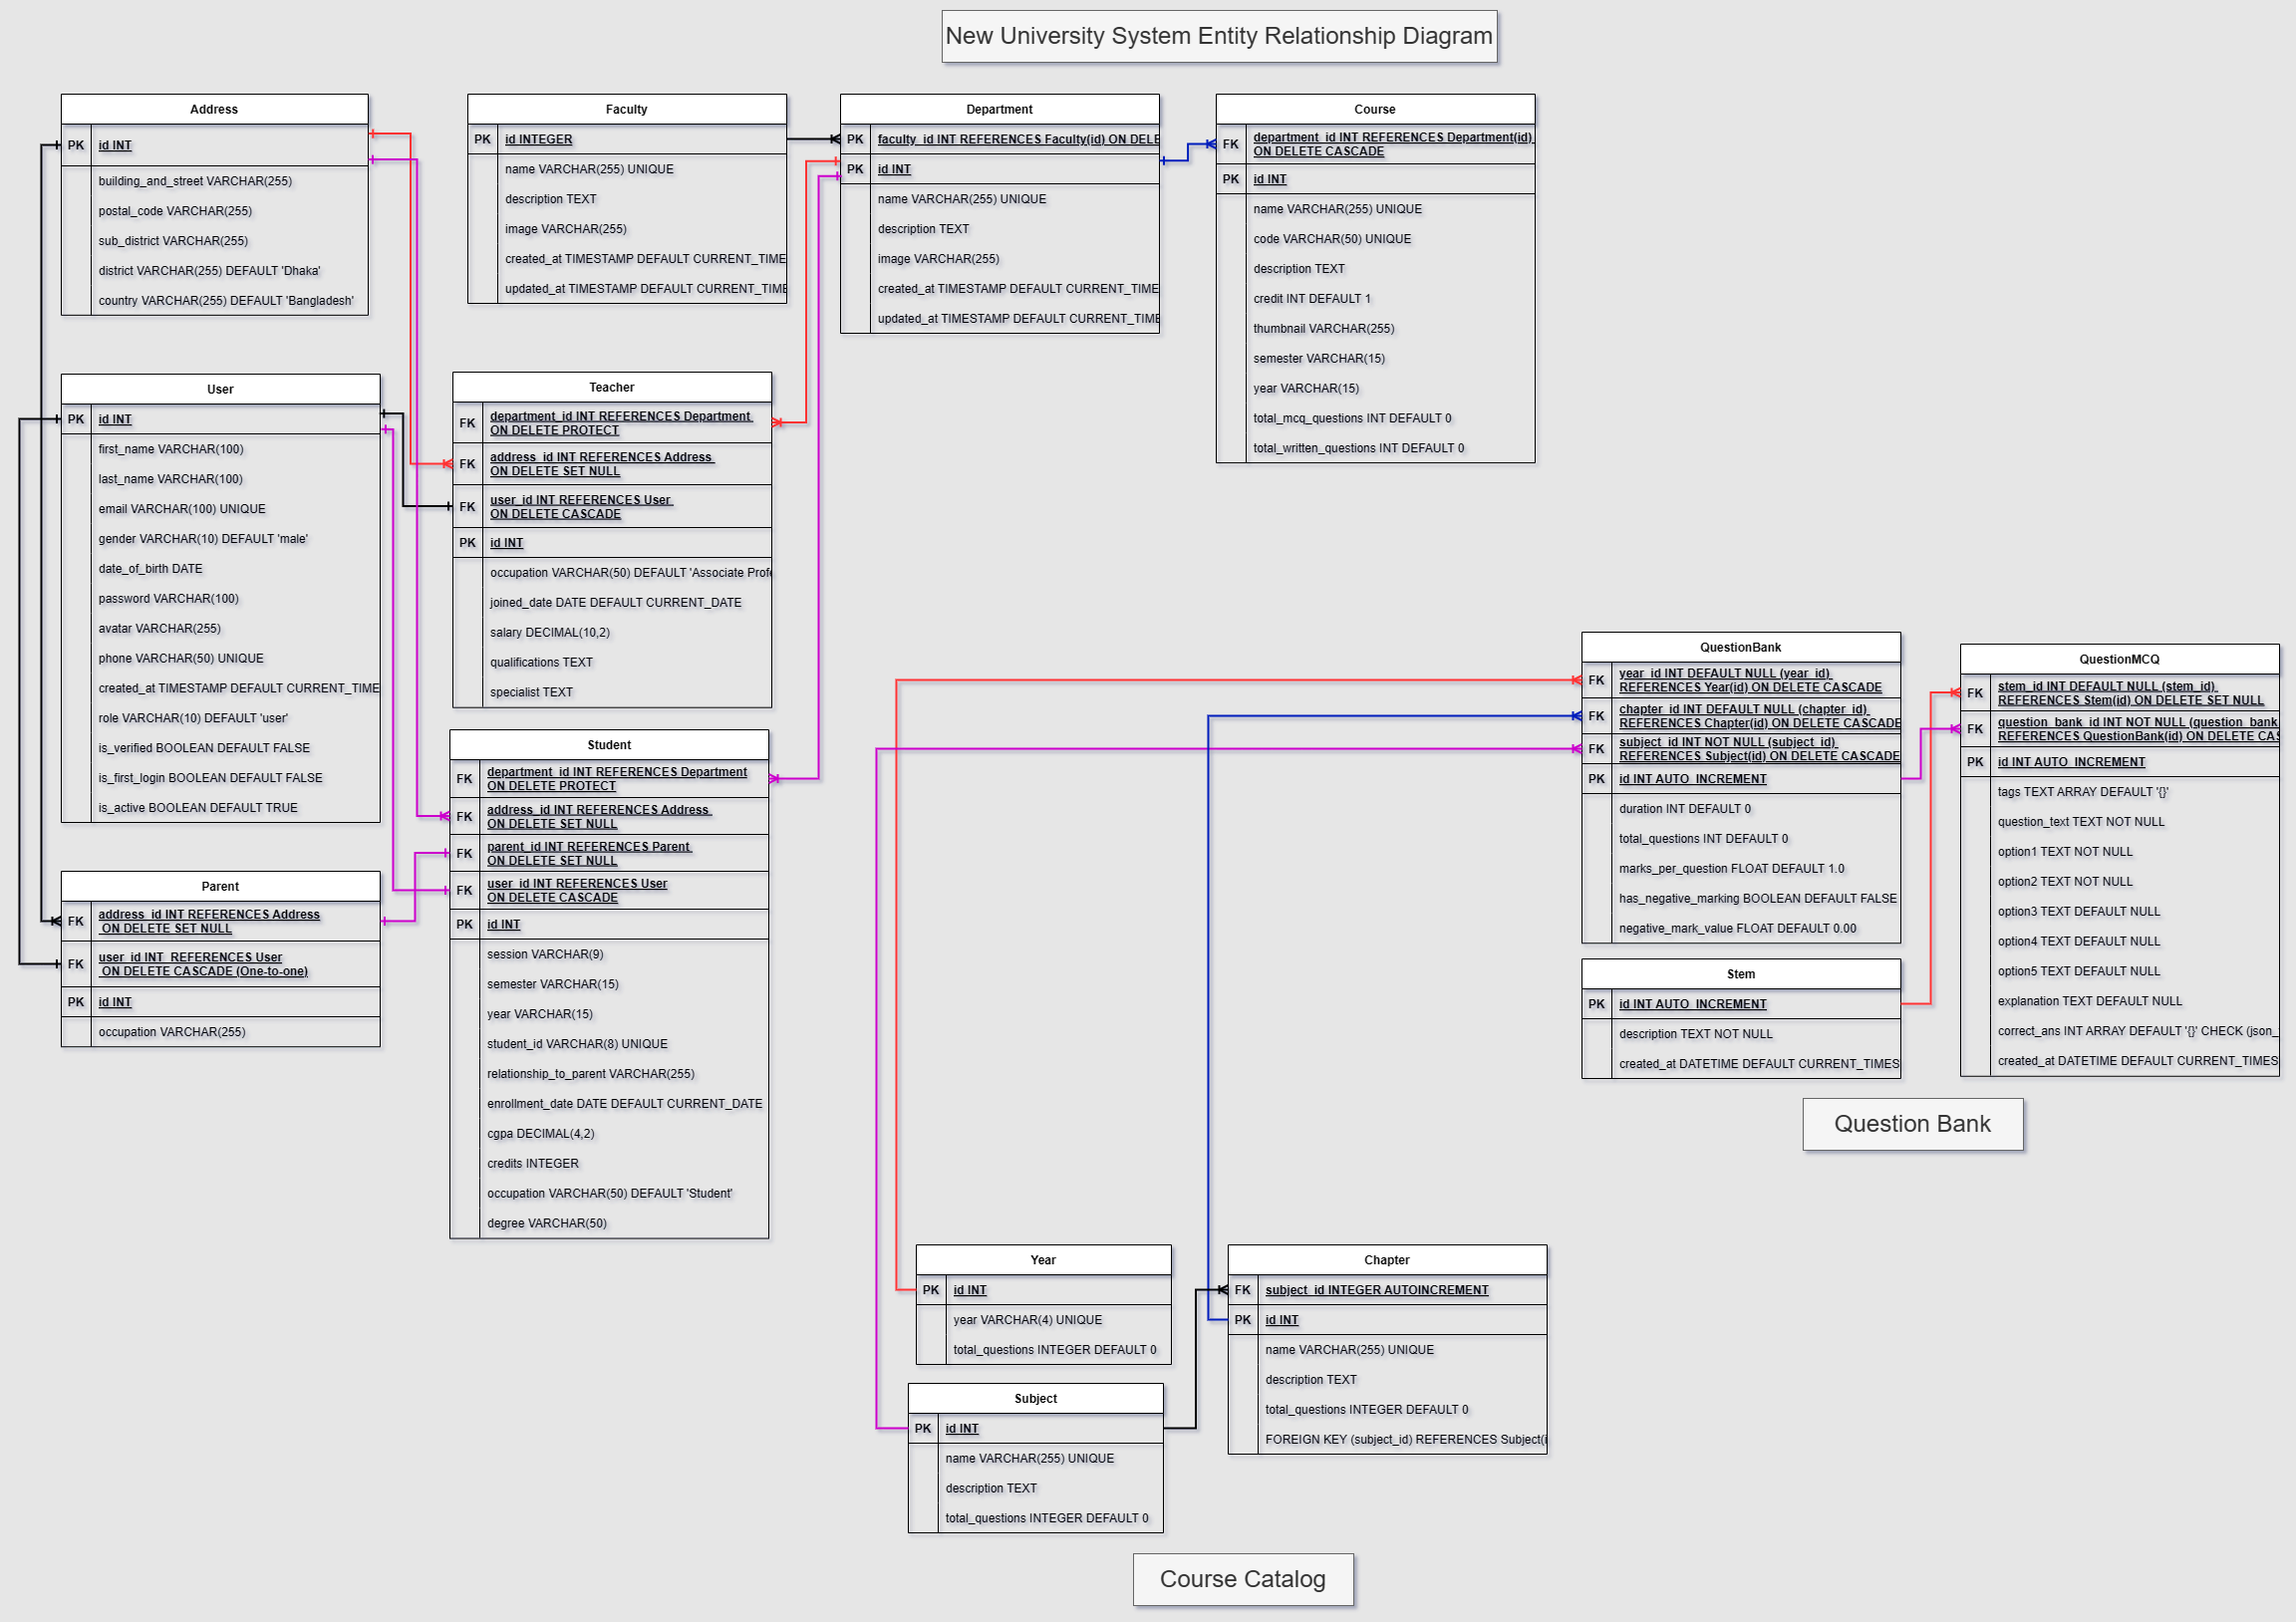 New University System Entity Relationship Diagram
Address
PK id INT
building_and_street VARCHAR(255)
postal_code VARCHAR(255)
sub_district VARCHAR(255)
district VARCHAR(255) DEFAULT 'Dhaka'
country VARCHAR(255) DEFAULT 'Bangladesh'
Faculty
PK id INTEGER
name VARCHAR(255) UNIQUE
description TEXT
image VARCHAR(255)
created_at TIMESTAMP DEFAULT CURRENT_TIME
updated_at TIMESTAMP DEFAULT CURRENT_TIME
Department
PK faculty_id INT REFERENCES Faculty(id) ON DELE
PK id INT
name VARCHAR(255) UNIQUE
description TEXT
image VARCHAR(255)
created_at TIMESTAMP DEFAULT CURRENT_TIME
updated_at TIMESTAMP DEFAULT CURRENT_TIME
Course
FK department_id INT REFERENCES Department(id)
ON DELETE CASCADE
PK id INT
name VARCHAR(255) UNIQUE
code VARCHAR(50) UNIQUE
description TEXT
credit INT DEFAULT 1
thumbnail VARCHAR(255)
semester VARCHAR(15)
year VARCHAR(15)
total_mcq_questions INT DEFAULT 0
total_written_questions INT DEFAULT 0
User
PK id INT
first_name VARCHAR(100)
last_name VARCHAR(100)
email VARCHAR(100) UNIQUE
gender VARCHAR(10) DEFAULT 'male'
date_of_birth DATE
password VARCHAR(100)
avatar VARCHAR(255)
phone VARCHAR(50) UNIQUE
created_at TIMESTAMP DEFAULT CURRENT_TIME
role VARCHAR(10) DEFAULT 'user'
is_verified BOOLEAN DEFAULT FALSE
is_first_login BOOLEAN DEFAULT FALSE
is_active BOOLEAN DEFAULT TRUE
Teacher
FK department_id INT REFERENCES Department
ON DELETE PROTECT
FK address_id INT REFERENCES Address
ON DELETE SET NULL
FK user_id INT REFERENCES User
ON DELETE CASCADE
PK id INT
occupation VARCHAR(50) DEFAULT 'Associate Profe
joined_date DATE DEFAULT CURRENT_DATE
salary DECIMAL(10,2)
qualifications TEXT
specialist TEXT
Student
FK department_id INT REFERENCES Department
ON DELETE PROTECT
FK address_id INT REFERENCES Address
ON DELETE SET NULL
FK parent_id INT REFERENCES Parent
ON DELETE SET NULL
FK user_id INT REFERENCES User
ON DELETE CASCADE
PK id INT
session VARCHAR(9)
semester VARCHAR(15)
year VARCHAR(15)
student_id VARCHAR(8) UNIQUE
relationship_to_parent VARCHAR(255)
enrollment_date DATE DEFAULT CURRENT_DATE
cgpa DECIMAL(4,2)
credits INTEGER
occupation VARCHAR(50) DEFAULT 'Student'
degree VARCHAR(50)
Parent
FK address_id INT REFERENCES Address
ON DELETE SET NULL
FK user_id INT REFERENCES User
ON DELETE CASCADE (One-to-one)
PK id INT
occupation VARCHAR(255)
QuestionBank
FK year_id INT DEFAULT NULL (year_id)
REFERENCES Year(id) ON DELETE CASCADE
FK chapter_id INT DEFAULT NULL (chapter_id)
REFERENCES Chapter(id) ON DELETE CASCADE
FK subject_id INT NOT NULL (subject_id)
REFERENCES Subject(id) ON DELETE CASCADE
PK id INT AUTO_INCREMENT
duration INT DEFAULT 0
total_questions INT DEFAULT 0
marks_per_question FLOAT DEFAULT 1.0
has_negative_marking BOOLEAN DEFAULT FALSE
negative_mark_value FLOAT DEFAULT 0.00
QuestionMCQ
FK stem_id INT DEFAULT NULL (stem_id)
REFERENCES Stem(id) ON DELETE SET NULL
FK question_bank_id INT NOT NULL (question_bank
REFERENCES QuestionBank(id) ON DELETE CAS
PK id INT AUTO_INCREMENT
tags TEXT ARRAY DEFAULT '{}'
question_text TEXT NOT NULL
option1 TEXT NOT NULL
option2 TEXT NOT NULL
option3 TEXT DEFAULT NULL
option4 TEXT DEFAULT NULL
option5 TEXT DEFAULT NULL
explanation TEXT DEFAULT NULL
correct_ans INT ARRAY DEFAULT '{}' CHECK (json_
created_at DATETIME DEFAULT CURRENT_TIMES
Stem
PK id INT AUTO_INCREMENT
description TEXT NOT NULL
created_at DATETIME DEFAULT CURRENT_TIMES
Question Bank
Year
PK id INT
year VARCHAR(4) UNIQUE
total_questions INTEGER DEFAULT 0
Chapter
FK subject_id INTEGER AUTOINCREMENT
PK id INT
name VARCHAR(255) UNIQUE
description TEXT
total_questions INTEGER DEFAULT 0
FOREIGN KEY (subject_id) REFERENCES Subject(i
Subject
PK id INT
name VARCHAR(255) UNIQUE
description TEXT
total_questions INTEGER DEFAULT 0
Course Catalog